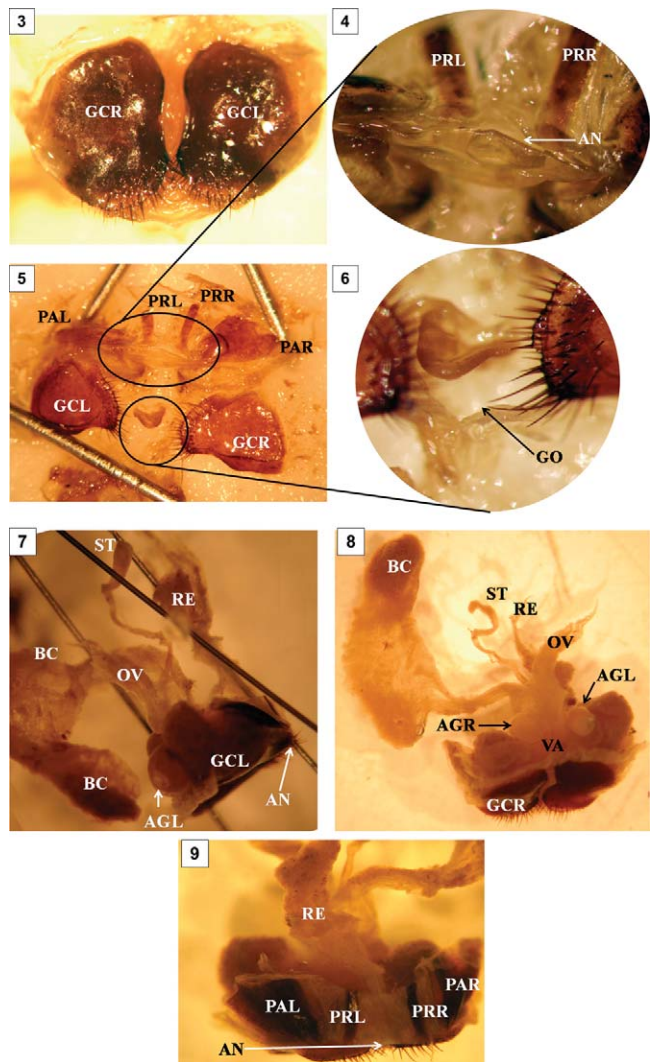 3
GCR GCL
4
PRL PRR
AN
5
PRL PRR
PAL
PAR
GCL
GCR
6
GO
7
ST
RE
BC
OV
GCL
BC
AGL
AN
8
BC
ST
RE
OV
AGL
AGR
VA
GCR
9
RE
PAL PRL PRR PAR
AN